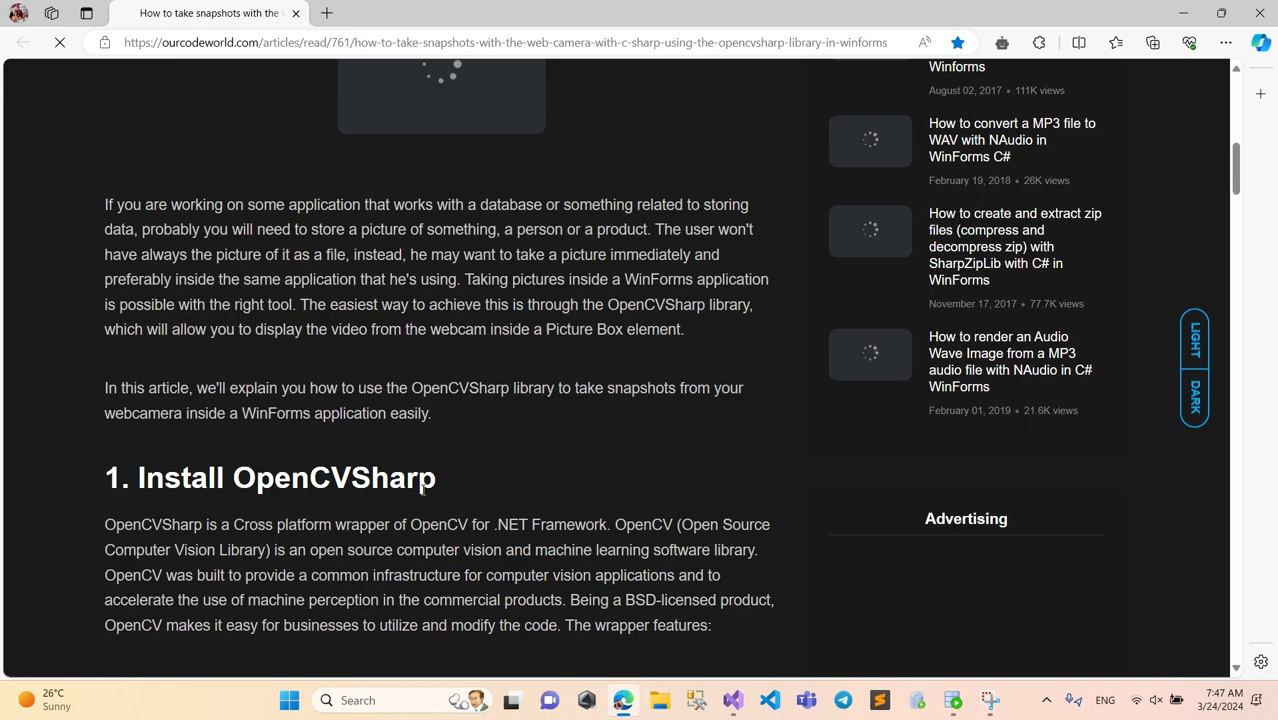 How to take snapshots with the
https://ourcodeworld.com/articles/read/761/how-to-take-snapshots-with-the-web-camera-with-c-sharp-using-the-opencvsharp-library-in-winforms
If you are working on some application that works with a database or something related to storing
data, probably you will need to store a picture of something, a person or a product. The user won't
have always the picture of it as a file, instead, he may want to take a picture immediately and
preferably inside the same application that he's using. Taking pictures inside a WinForms application
is possible with the right tool. The easiest way to achieve this is through the OpenCVSharp library,
which will allow you to display the video from the webcam inside a Picture Box element.
In this article, we'll explain you how to use the OpenCVSharp library to take snapshots from your
webcamera inside a WinForms application easily.
1. Install OpenCVSharp
OpenCVSharp is a Cross platform wrapper of OpenCV for .NET Framework. OpenCV (Open Source
Computer Vision Library) is an open source computer vision and machine learning software library.
OpenCV was built to provide a common infrastructure for computer vision applications and to
accelerate the use of machine perception in the commercial products. Being a BSD-licensed product,
OpenCV makes it easy for businesses to utilize and modify the code. The wrapper features:
Winforms
August 02, 2017 • 111K views
How to convert a MP3 file to
WAV with NAudio in
WinForms C#
February 19, 2018 • 26K views
How to create and extract zip
files (compress and
decompress zip) with
SharpZipLib with C# in
WinForms
November 17, 2017 • 77.7K views
How to render an Audio
Wave Image from a MP3
audio file with NAudio in C#
WinForms
February 01, 2019 • 21.6K views
Advertising
LIGHT
DARK
26°C
Sunny
Search
ENG
7:47 AM
3/24/2024